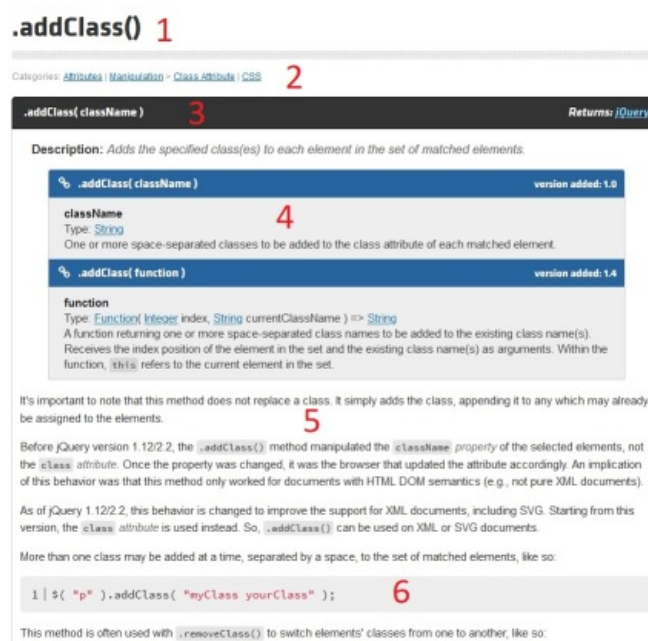 .addClass() 1
Categories: Attributes | Manipulation > Class Attribute | CSS 2
.addClass( className ) 3 Returns: jQuery
Description: Adds the specified class(es) to each element in the set of matched elements.
.addClass( className ) version added: 1.0
className
4
Type: String
One or more space-separated classes to be added to the class attribute of each matched element.
.addClass( function ) version added: 1.4
function
Type: Function( Integer index, String currentClassName ) => String
A function returning one or more space-separated class names to be added to the existing class name(s).
Receives the index position of the element in the set and the existing class name(s) as arguments. Within the
function, this refers to the current element in the set.
It's important to note that this method does not replace a class. It simply adds the class, appending it to any which may already
be assigned to the elements.
5
Before jQuery version 1.12/2.2, the .addClass() method manipulated the className property of the selected elements, not
the class attribute. Once the property was changed, it was the browser that updated the attribute accordingly. An implication
of this behavior was that this method only worked for documents with HTML DOM semantics (e.g., not pure XML documents).
As of jQuery 1.12/2.2, this behavior is changed to improve the support for XML documents, including SVG. Starting from this
version, the class attribute is used instead. So, .addClass() can be used on XML or SVG documents.
More than one class may be added at a time, separated by a space, to the set of matched elements, like so:
1 | $( "p" ).addClass( "myClass yourClass" ); 6
This method is often used with .removeClass() to switch elements' classes from one to another, like so: